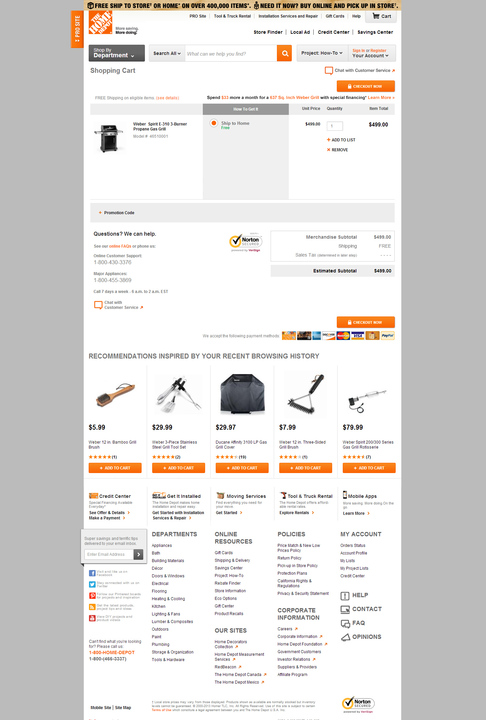 FREE SHIP TO STORE† OR HOME* ON OVER 400,000 ITEMS*. NEED IT NOW? BUY ONLINE AND PICK UP IN STORE*.
PRO SITE
PRO Site Tool & Truck Rental Installation Services and Repair Gift Cards Help Cart
THE HOME DEPOT
More saving.
More doing.
Store Finder Local Ad Credit Center Savings Center
Shop By
Department
Search All
What can we help you find?
Project: How-To
Sign in or Register
Your Account
Shopping Cart
Chat with Customer Service
CHECKOUT NOW
FREE Shipping on eligible items (see details)
Spend $33 more a month for a $37 Sq. inch Weber Grill with special financing* Learn More
How To Get It
Unit Price
Quantity
Item Total
Weber Spirit E-310 3-Burner
Propane Gas Grill
Ship to Home
Free
$499.00
1
$499.00
ADD TO LIST
REMOVE
Promotion Code
Questions? We can help.
See our online FAQs or phone us:
Online Customer Support:
1-800-430-3376
Major Appliances:
1-800-455-3869
Call 7 days a week - 8 a.m. to 2 a.m. EST
Chat with
Customer Service
Norton
SECURED
Merchandise Subtotal $499.00
Shipping FREE
Sales Tax (determined in later step) ----
Estimated Subtotal $499.00
CHECKOUT NOW
We accept the following payment methods:
PayPal
RECOMMENDATIONS INSPIRED BY YOUR RECENT BROWSING HISTORY
$5.99
Weber 12 in. Bamboo Grill
Brush
(1)
ADD TO CART
$29.99
Weber 3-Piece Stainless
Steel Grill Tool Set
(2)
ADD TO CART
$29.97
Ducane Affinity 3100 LP Gas
Grill Cover
(19)
ADD TO CART
$7.99
Weber 12 in. Three-Sided
Grill Brush
(1)
ADD TO CART
$79.99
Weber Spirit 200/300 Series
Gas Grill Rotisserie
(7)
ADD TO CART
Credit Center
Special Financing Available
Everyday*
See Offer & Details
Make a Payment
Get It Installed
The Home Depot makes home
installation and repair easy.
Get Started with Installation
Services & Repair
Moving Services
Find everything you need for
your move
Get Started
Tool & Truck Rental
The Home Depot offers
affordable rentals.
Explore Rentals
Mobile Apps
Save money. More doing. On the
go.
Learn More
Super savings and terrific tips
delivered to your email inbox.
Enter Email Address
Can't find what you're looking
for? Please call us:
1-800-HOME-DEPOT
1-800-(466-3337)
DEPARTMENTS
Appliances
Bath
Building Materials
Décor
Doors & Windows
Electrical
Flooring
Heating & Cooling
Kitchen
Lighting & Fans
Lumber & Composites
Outdoors
Paint
Plumbing
Storage & Organization
Tools & Hardware
ONLINE
RESOURCES
Gift Cards
Shipping & Delivery
Savings Center
Project: How-To
Rebate Finder
Store Information
Eco Options
Gift Center
Product Recalls
OUR SITES
Home Decorators
Collection
Home Depot Measurement
Services
RedBeacon
The Home Depot Canada
The Home Depot Mexico
POLICIES
Price Match & New Low
Prices Policy
Return Policy
Pick up in Store Policy
Protection Plans
California Rights &
Regulations
Privacy & Security Statement
CORPORATE
INFORMATION
Careers
Corporate Information
Home Depot Foundation
Government Customers
Investor Relations
Suppliers & Providers
Affiliate Program
MY ACCOUNT
Orders Status
Account Profile
My Lists
My Project Lists
Credit Center
HELP
CONTACT
FAQ
OPINIONS
Mobile Site | Site Map
Norton
SECURED